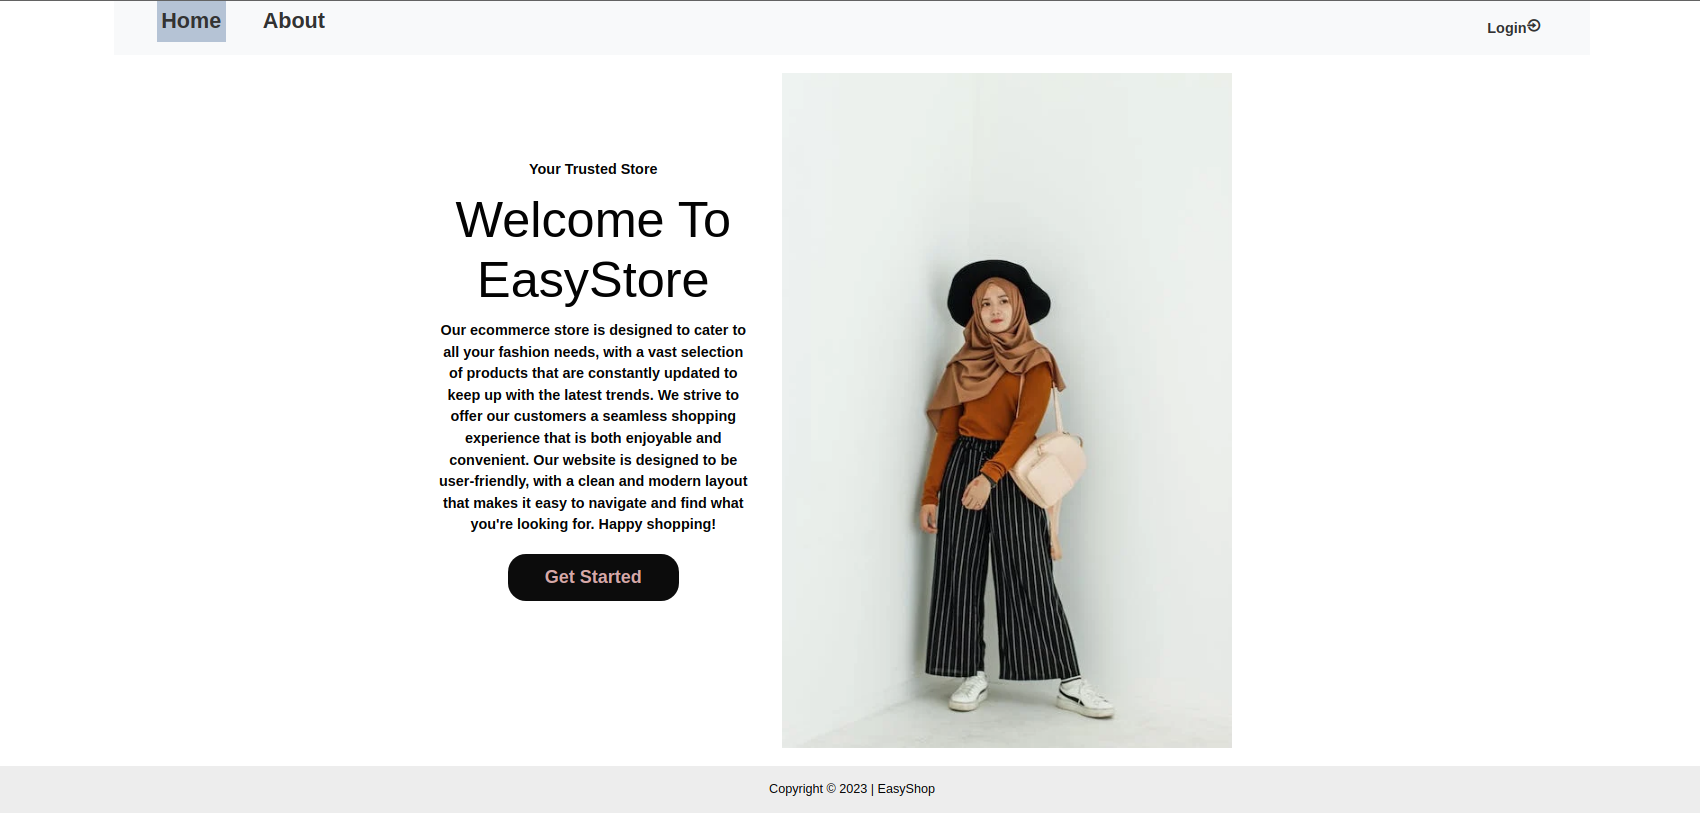 Home About Login
Your Trusted Store
Welcome To
EasyStore
Our ecommerce store is designed to cater to
all your fashion needs, with a vast selection
of products that are constantly updated to
keep up with the latest trends. We strive to
offer our customers a seamless shopping
experience that is both enjoyable and
convenient. Our website is designed to be
user-friendly, with a clean and modern layout
that makes it easy to navigate and find what
you're looking for. Happy shopping!
Get Started
Copyright © 2023 | EasyShop